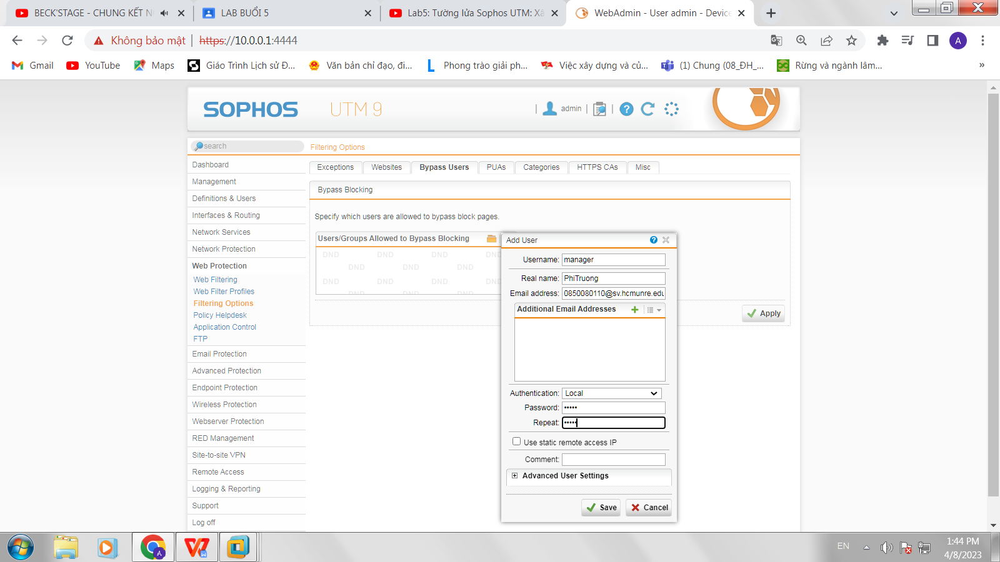 BECK'STAGE - CHUNG KẾT N
LAB BUỔI 5
Lab5: Tường lửa Sophos UTM: Xâ
WebAdmin - User admin - Device
Không bảo mật
https://10.0.0.1:4444
A
Gmail
YouTube
Maps
Giáo Trình Lịch sử Đ...
Văn bản chỉ đạo, đi...
Phong trào giải ph...
Việc xây dựng và củ...
(1) Chung (08_ĐH_...
Rừng và ngành lâm...
»
SOPHOS
UTM 9
admin
search
Filtering Options
Dashboard
Management
Definitions & Users
Interfaces & Routing
Network Services
Network Protection
Web Protection
Web Filtering
Web Filter Profiles
Filtering Options
Policy Helpdesk
Application Control
FTP
Email Protection
Advanced Protection
Endpoint Protection
Wireless Protection
Webserver Protection
RED Management
Site-to-site VPN
Remote Access
Logging & Reporting
Support
Log off
Exceptions
Websites
Bypass Users
PUAs
Categories
HTTPS CAs
Misc
Bypass Blocking
Specify which users are allowed to bypass block pages.
Users/Groups Allowed to Bypass Blocking
DND DND DND DND
DND DND DND
DND DND DND DND
DND DND DND
Apply
Add User
Username: manager
Real name: PhiTruong
Email address: 0850080110@sv.hcmunre.edu
Additional Email Addresses
Authentication: Local
Password: •••••
Repeat: •••••
Use static remote access IP
Comment:
Advanced User Settings
Save
Cancel
EN
1:44 PM
4/8/2023